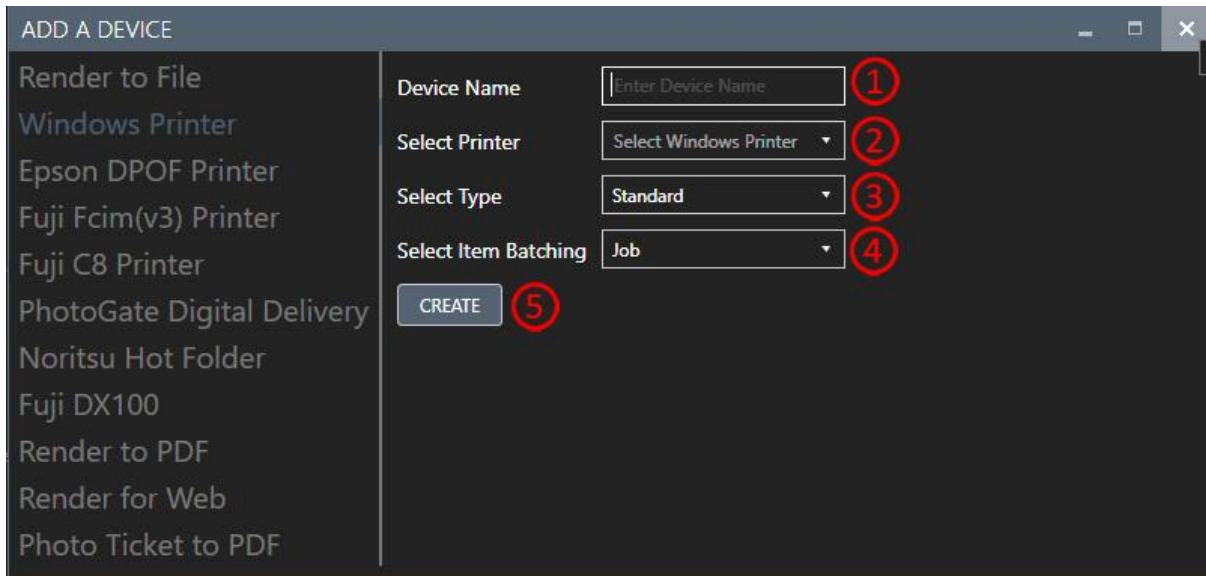 ADD A DEVICE
Render to File
Windows Printer
Epson DPOF Printer
Fuji Fcim(v3) Printer
Fuji C8 Printer
PhotoGate Digital Delivery
Noritsu Hot Folder
Fuji DX100
Render to PDF
Render for Web
Photo Ticket to PDF
Device Name Enter Device Name 1
Select Printer Select Windows Printer 2
Select Type Standard 3
Select Item Batching Job 4
CREATE 5